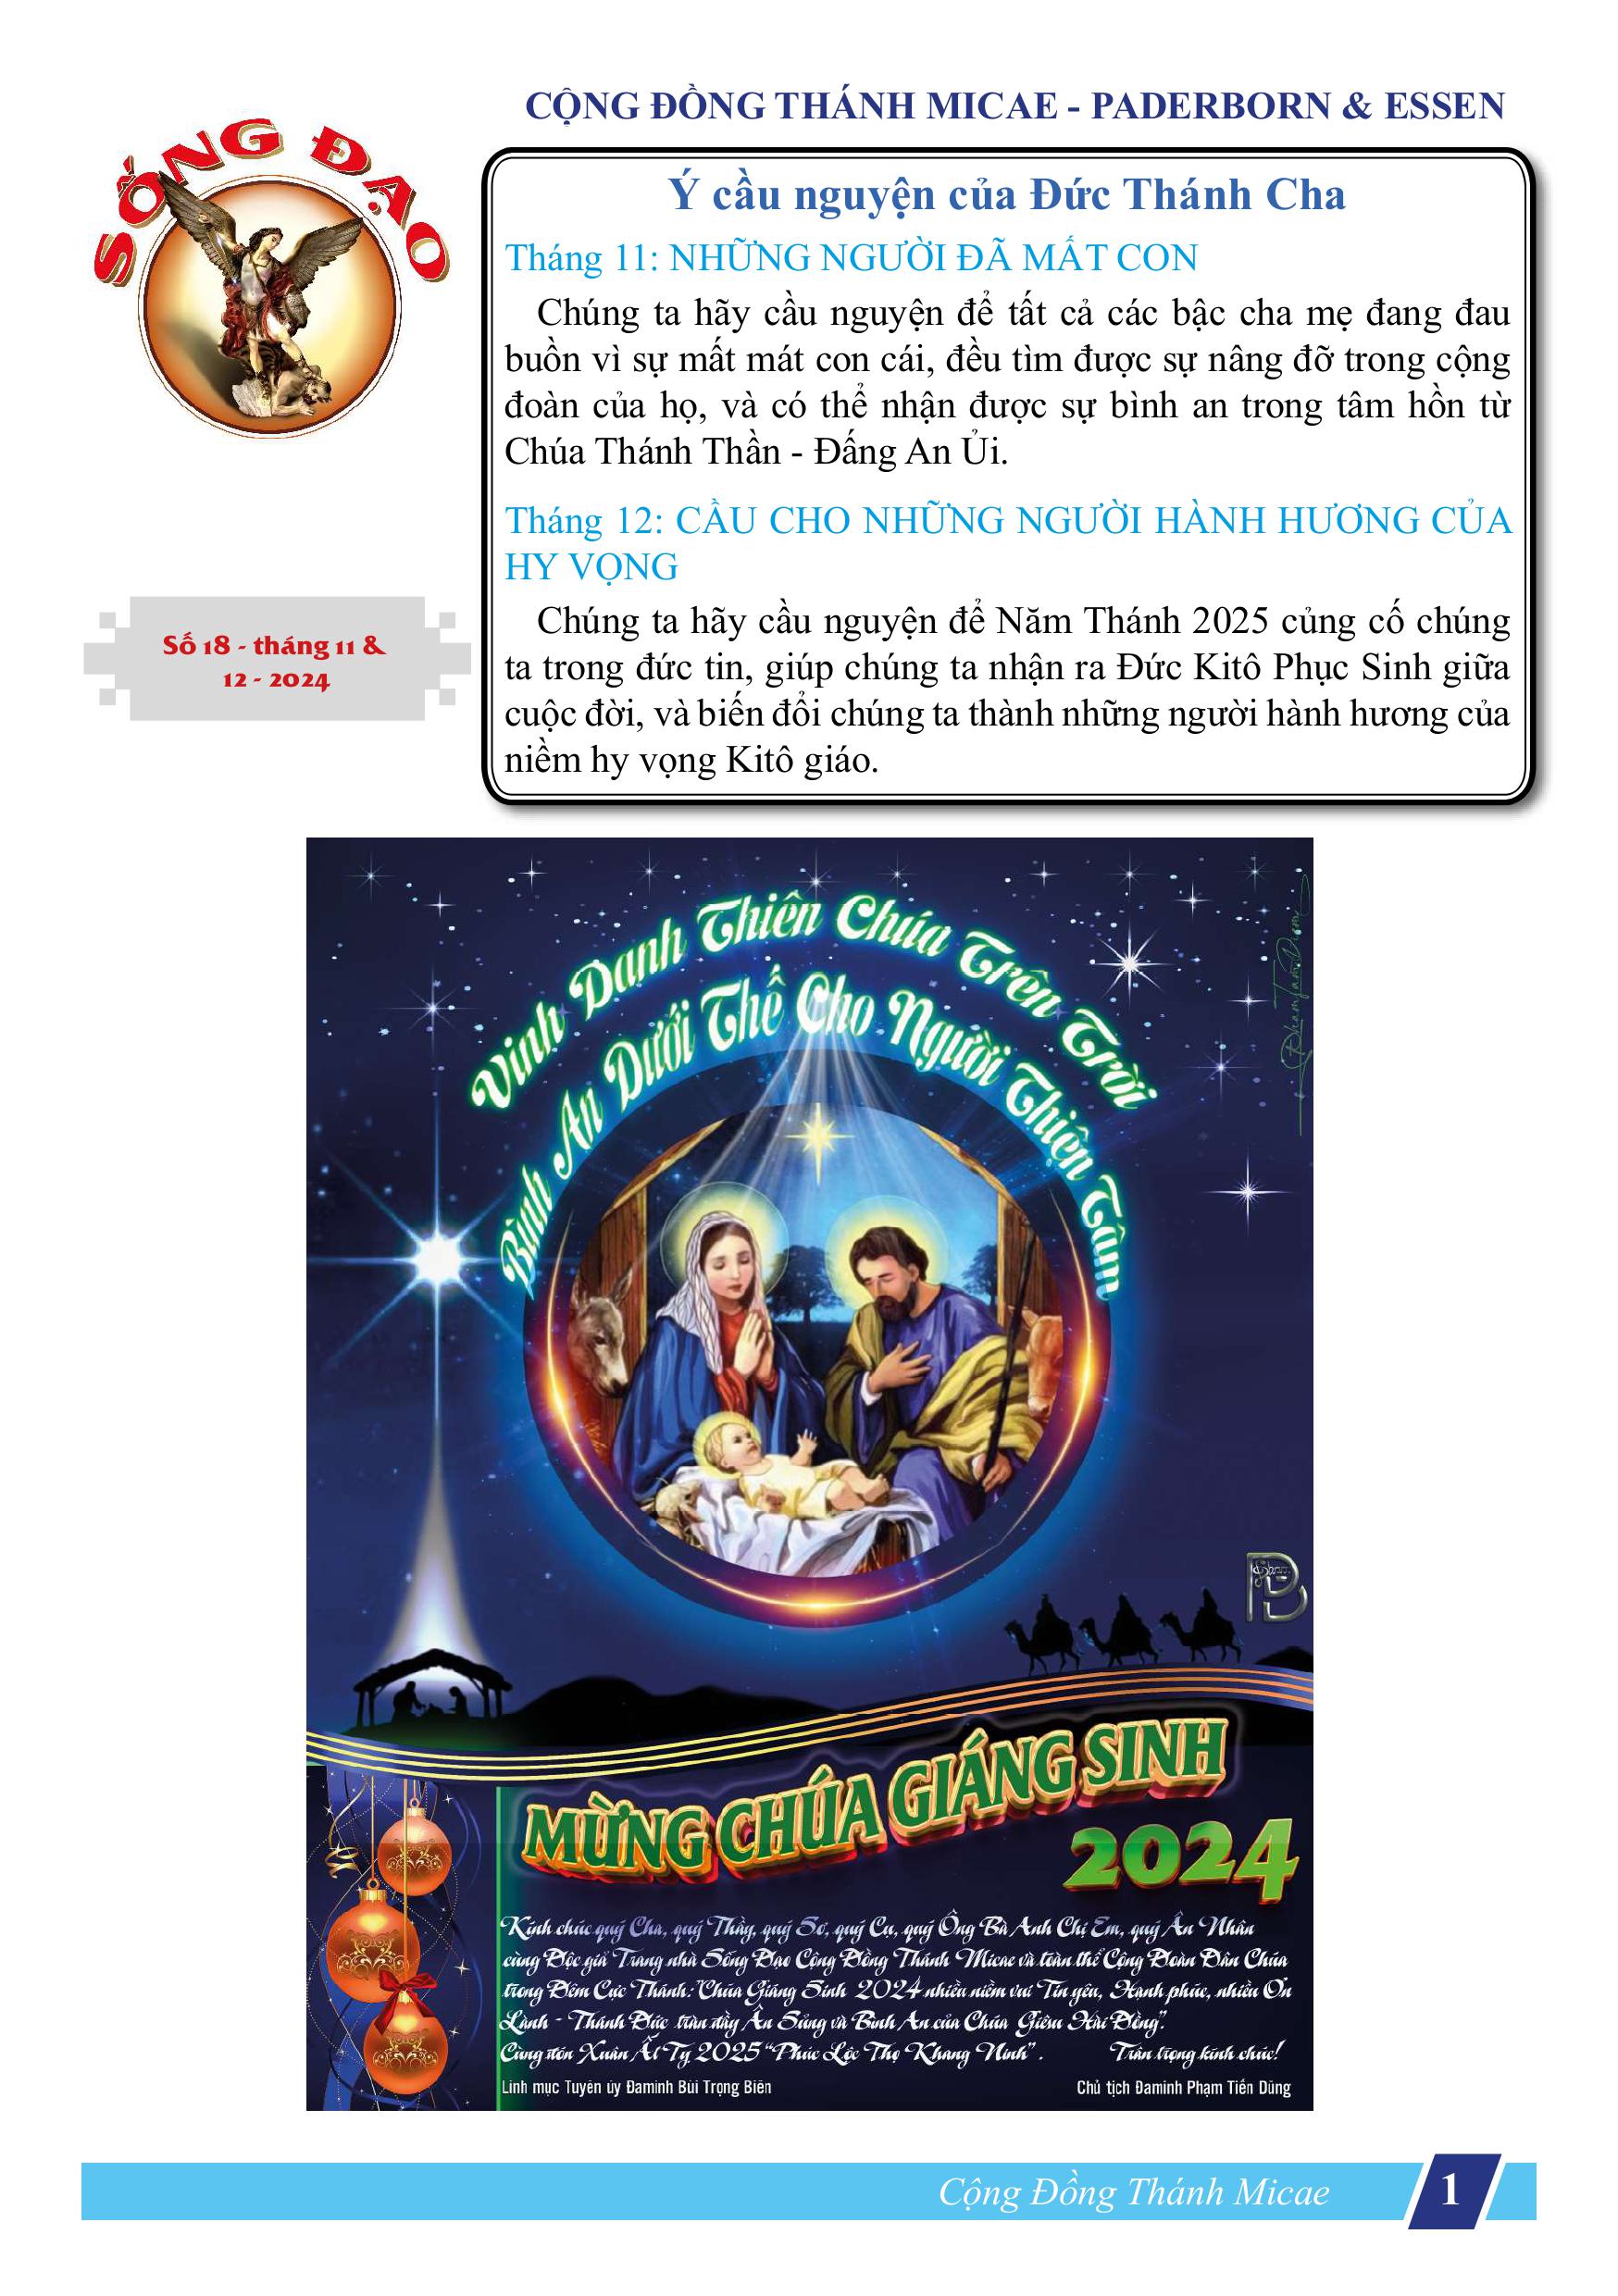 CỘNG ĐỒNG THÁNH MICAE - PADERBORN & ESSEN
SỐNG ĐẠO
Số 18 - tháng 11 &
12 - 2024
Ý cầu nguyện của Đức Thánh Cha
Tháng 11: NHỮNG NGƯỜI ĐÃ MẤT CON
Chúng ta hãy cầu nguyện để tất cả các bậc cha mẹ đang đau
buồn vì sự mất mát con cái, đều tìm được sự nâng đỡ trong cộng
đoàn của họ, và có thể nhận được sự bình an trong tâm hồn từ
Chúa Thánh Thần - Đấng An Ủi.
Tháng 12: CẦU CHO NHỮNG NGƯỜI HÀNH HƯƠNG CỦA
HY VỌNG
Chúng ta hãy cầu nguyện để Năm Thánh 2025 củng cố chúng
ta trong đức tin, giúp chúng ta nhận ra Đức Kitô Phục Sinh giữa
cuộc đời, và biến đổi chúng ta thành những người hành hương của
niềm hy vọng Kitô giáo.
Vinh Danh Thiên Chúa Trên Trời
Bình An Dưới Thế Cho Người Thiện Tâm
MỪNG CHÚA GIÁNG SINH
2024
Kính chúc quý Cha, quý Thầy, quý Sơ, quý Cụ, quý Ông Bà Anh Chị Em, quý Ân Nhân
cùng Độc giả Trang nhà Sống Đạo Cộng Đồng Thánh Micae và toàn thể Cộng Đoàn Dân Chúa
trong Đêm Cực Thánh: "Chúa Giáng Sinh 2024 nhiều niềm vui Tin yêu, Hạnh phúc, nhiều Ơn
Lành - Thánh Đức tràn đầy Ân Sủng và Bình An của Chúa Giêsu Hài Đồng".
Cùng đón Xuân Ất Tỵ 2025 "Phúc Lộc Thọ Khang Ninh". Trân trọng kính chúc!
Linh mục Tuyên úy Đaminh Bùi Trọng Biên Chủ tịch Đaminh Phạm Tiến Dũng
Cộng Đồng Thánh Micae 1